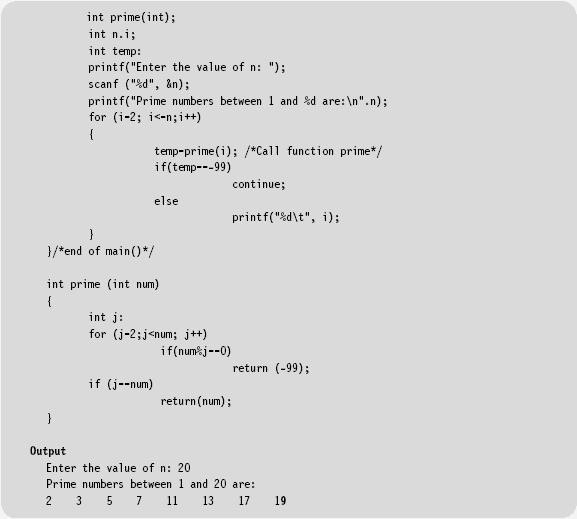 int prime(int);
int n.i;
int temp:
printf("Enter the value of n: ");
scanf ("%d", &n);
printf("Prime numbers between 1 and %d are:\n".n);
for (i=2; i<=n;i++)
{
temp=prime(i); /*Call function prime*/
if(temp==-99)
continue;
else
printf("%d\t", i);
}
}/*end of main()*/
int prime (int num)
{
int j:
for (j=2;j<num; j++)
if(num%j==0)
return (-99);
if (j==num)
return(num);
}
Output
Enter the value of n: 20
Prime numbers between 1 and 20 are:
2 3 5 7 11 13 17 19